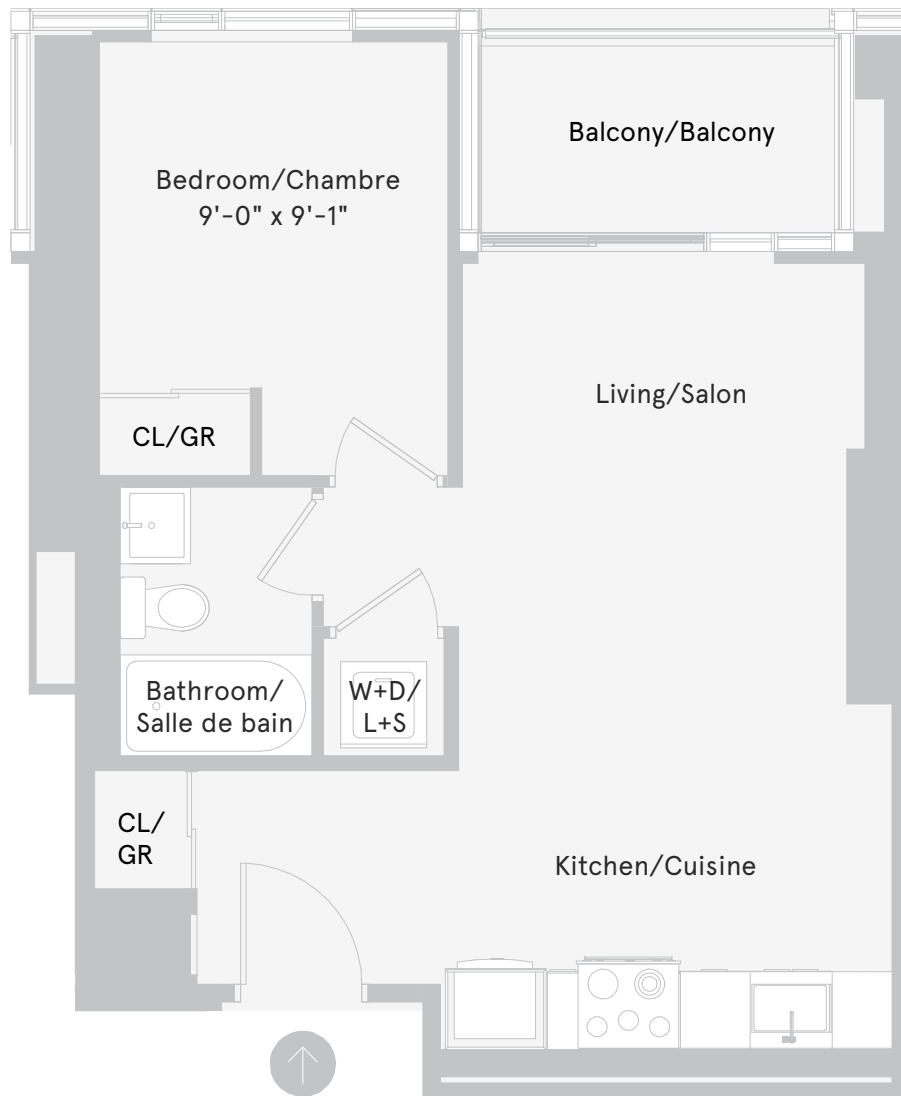 Balcony/Balcony
Bedroom/Chambre
9'-0" x 9'-1"
Living/Salon
CL/GR
Bathroom/
Salle de bain
W+D/
L+S
CL/
GR
Kitchen/Cuisine